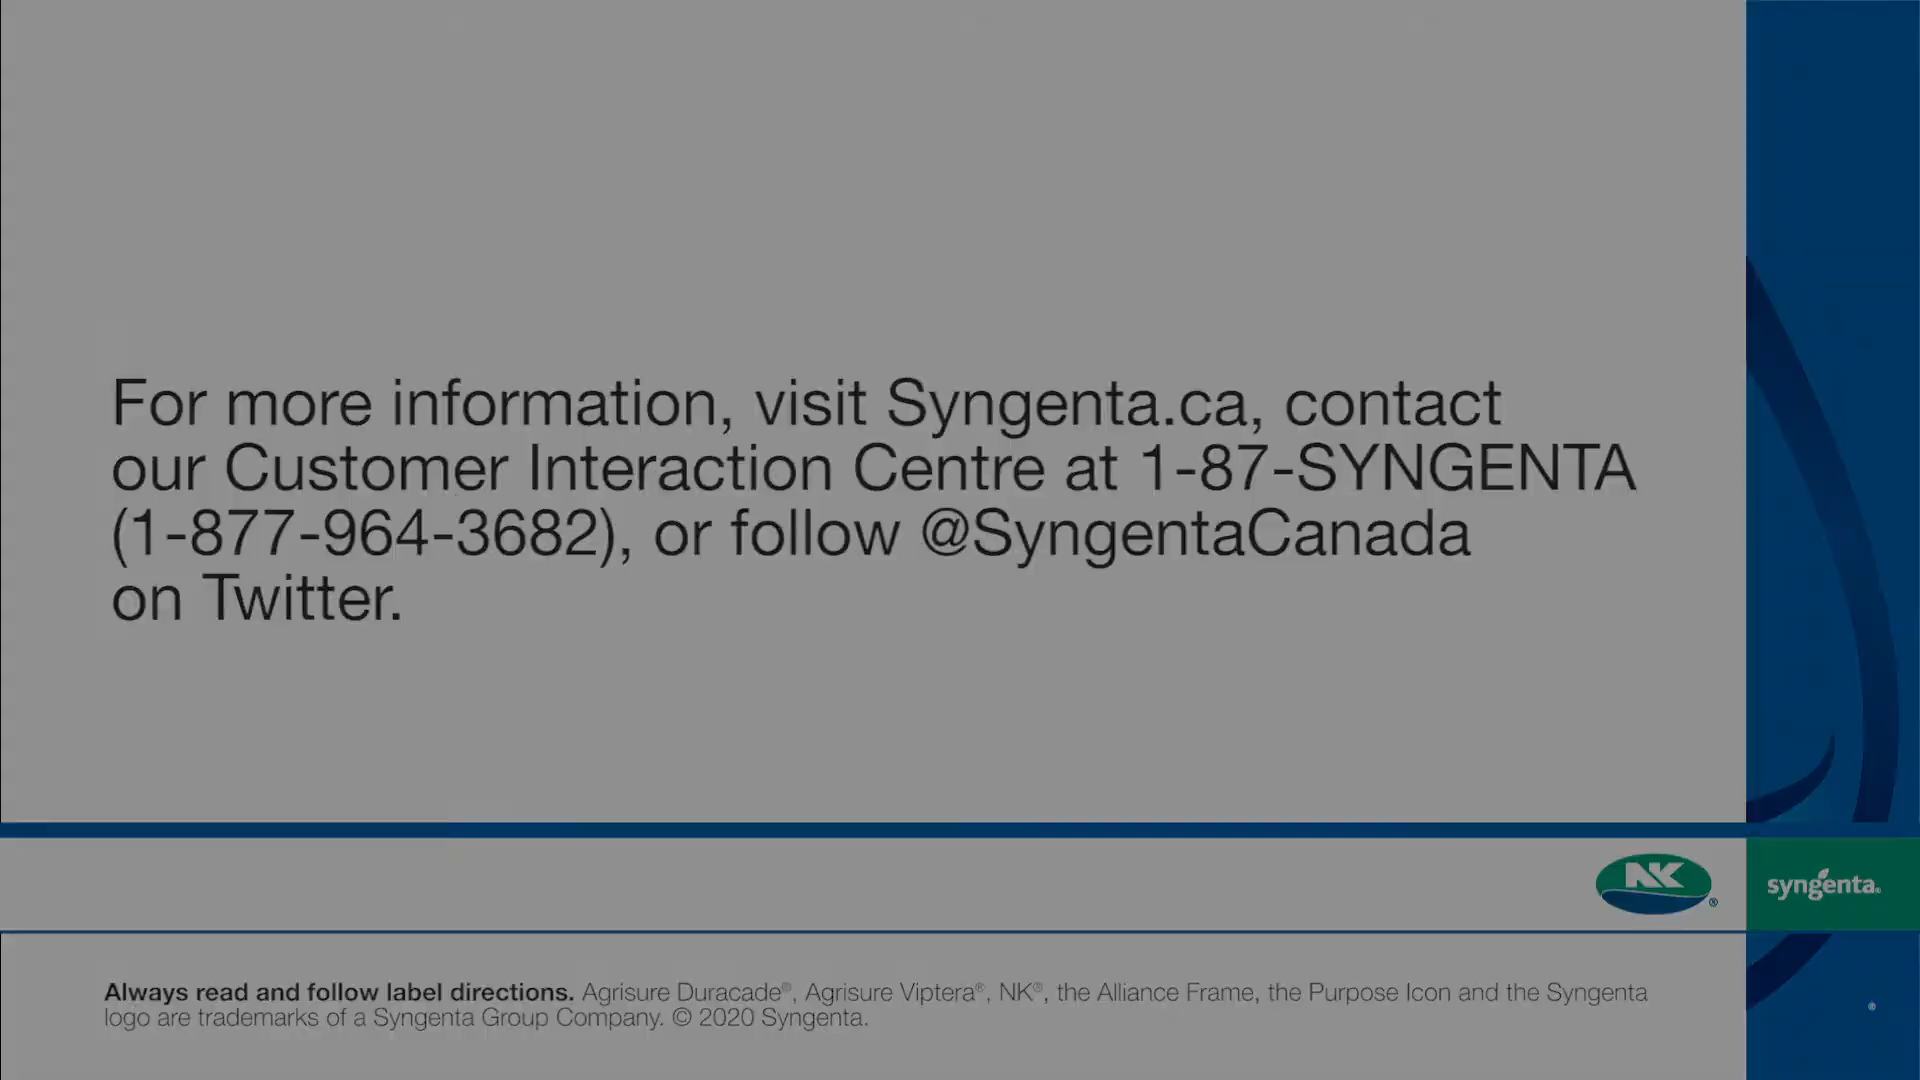 For more information, visit Syngenta.ca, contact
our Customer Interaction Centre at 1-87-SYNGENTA
(1-877-964-3682), or follow @SyngentaCanada
on Twitter.
NK®
syngenta®
Always read and follow label directions. Agrisure Duracade®, Agrisure Viptera®, NK®, the Alliance Frame, the Purpose Icon and the Syngenta
logo are trademarks of a Syngenta Group Company. © 2020 Syngenta.
®